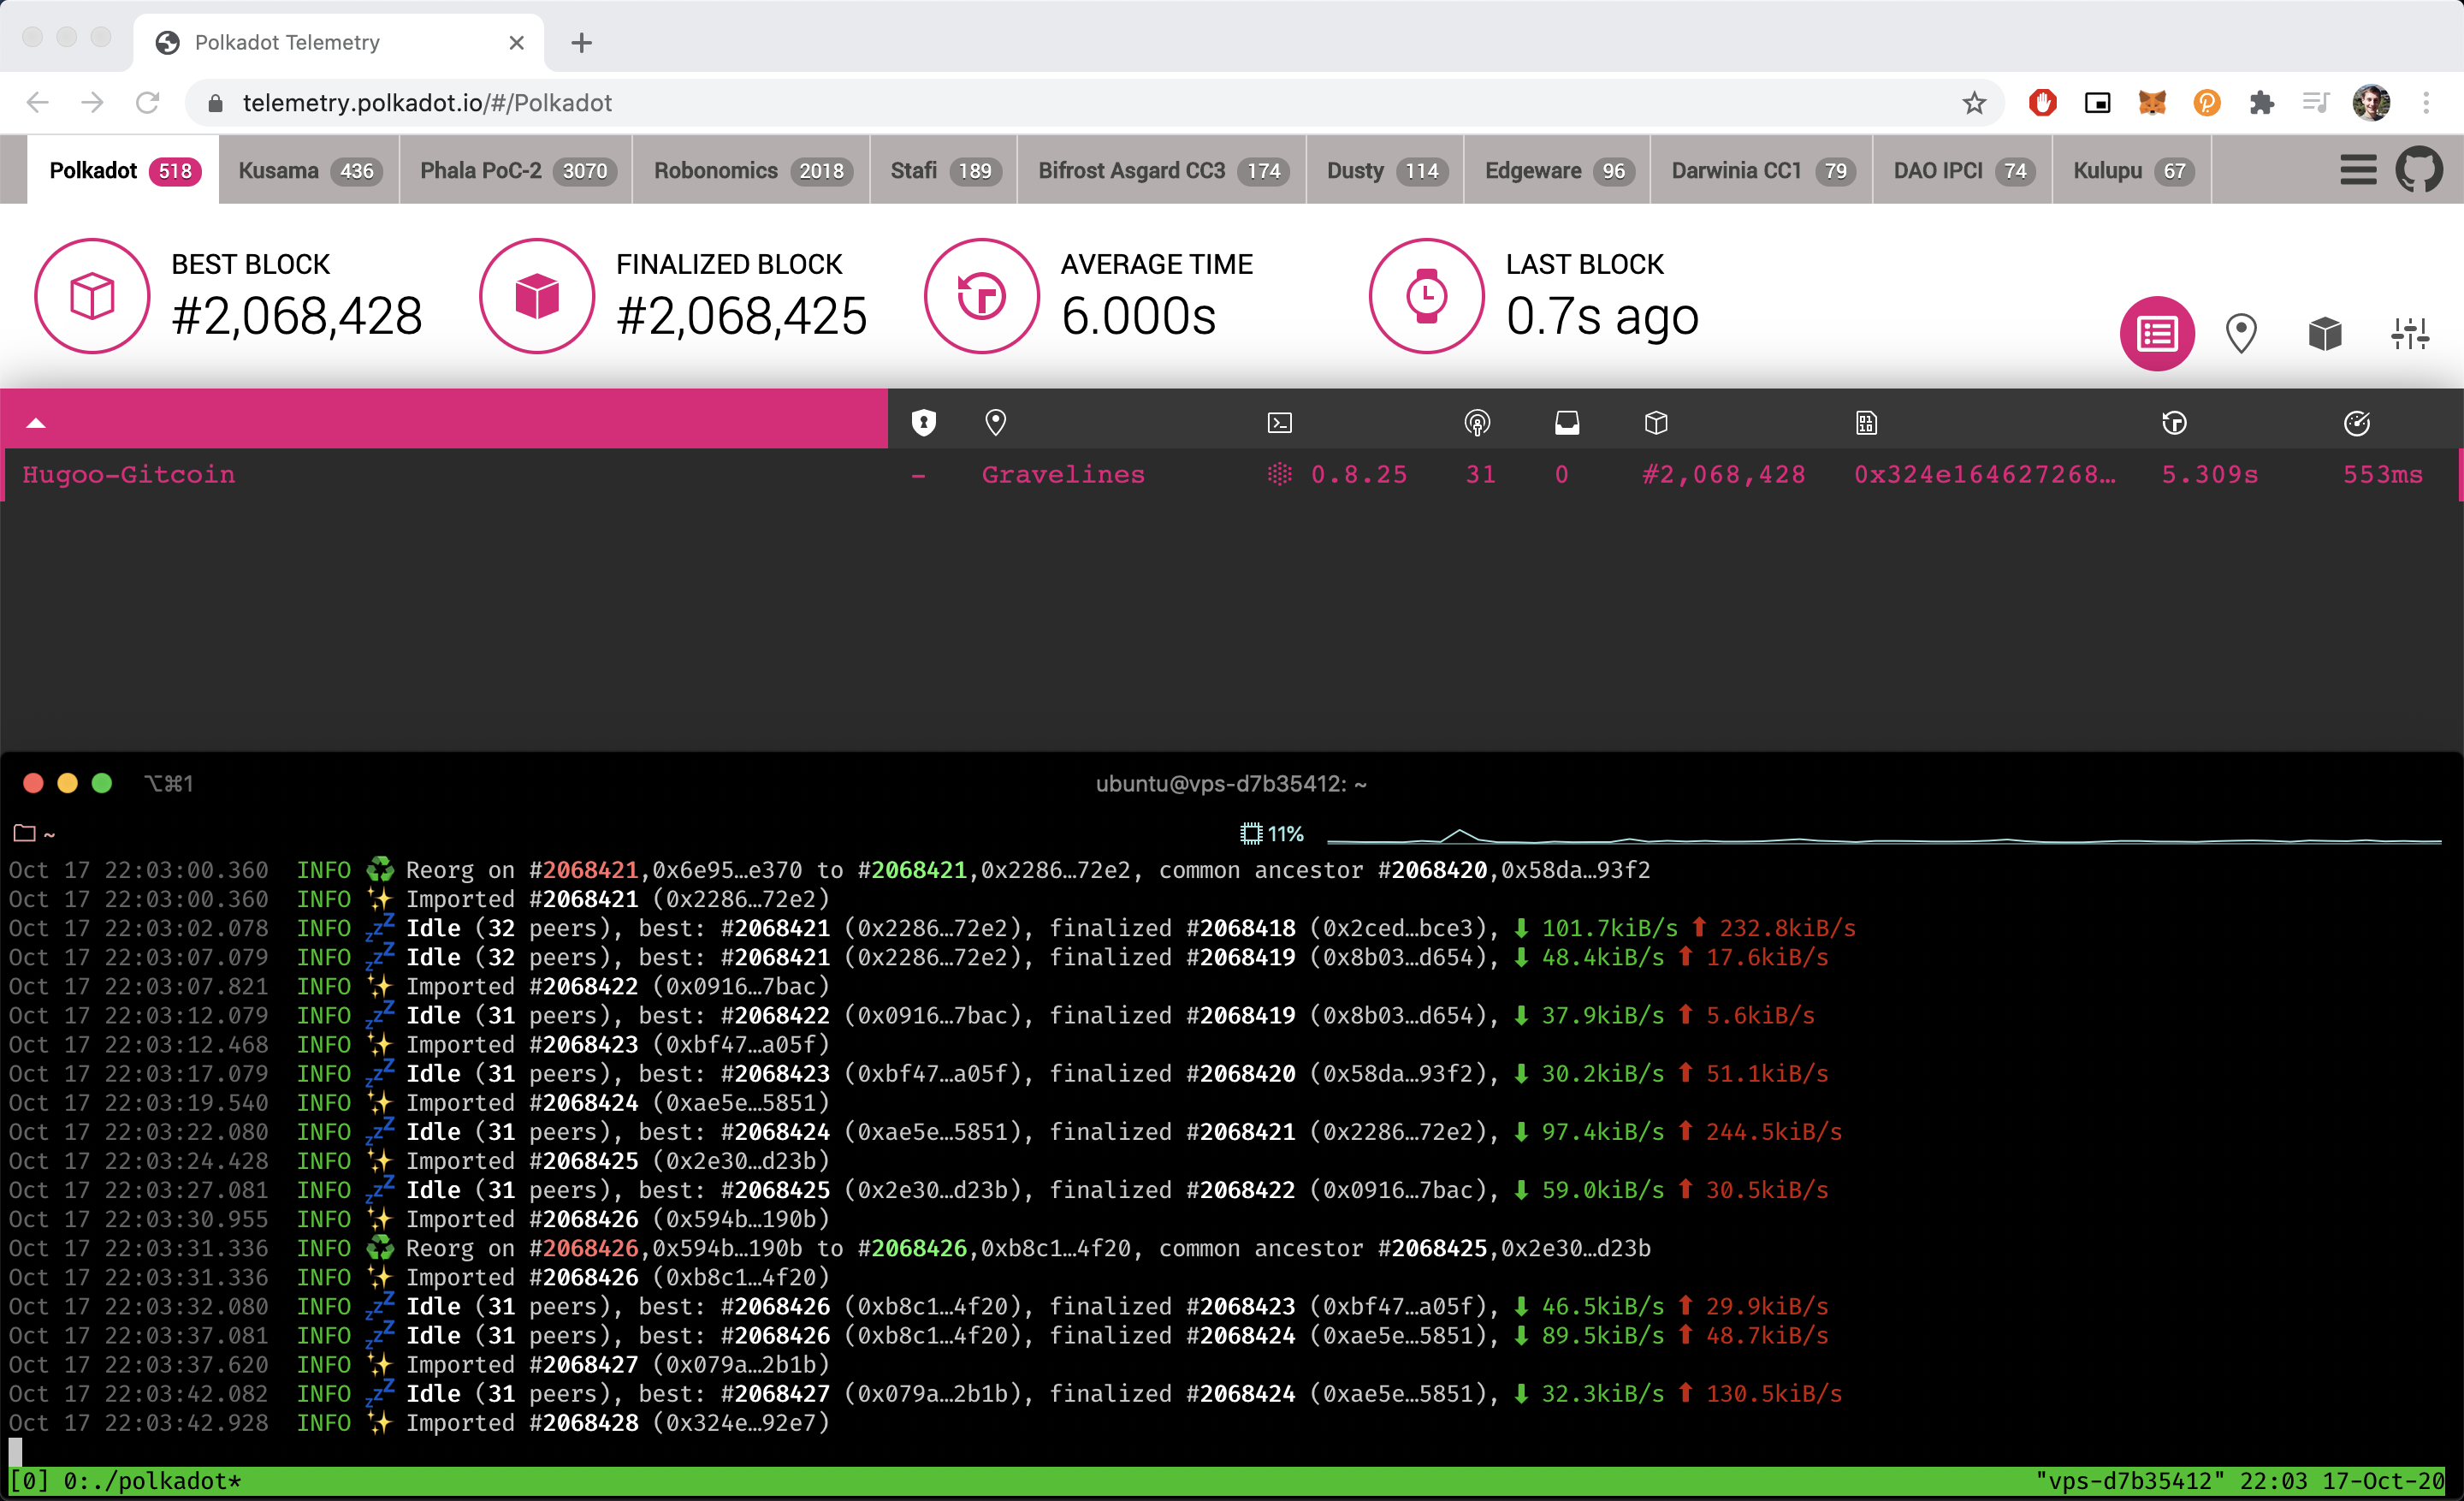 Polkadot Telemetry
telemetry.polkadot.io/#/Polkadot
Polkadot 518 Kusama 436 Phala PoC-2 3070 Robonomics 2018 Stafi 189 Bifrost Asgard CC3 174 Dusty 114 Edgeware 96 Darwinia CC1 79 DAO IPCI 74 Kulupu 67
BEST BLOCK
#2,068,428
FINALIZED BLOCK
#2,068,425
AVERAGE TIME
6.000s
LAST BLOCK
0.7s ago
Hugoo-Gitcoin – Gravelines 0.8.25 31 0 #2,068,428 0x324e164627268… 5.309s 553ms
⌥⌘1 ubuntu@vps-d7b35412: ~
~ 11%
Oct 17 22:03:00.360 INFO ♻️ Reorg on #2068421,0x6e95…e370 to #2068421,0x2286…72e2, common ancestor #2068420,0x58da…93f2
Oct 17 22:03:00.360 INFO ✨ Imported #2068421 (0x2286…72e2)
Oct 17 22:03:02.078 INFO 💤 Idle (32 peers), best: #2068421 (0x2286…72e2), finalized #2068418 (0x2ced…bce3), ⬇ 101.7kiB/s ⬆ 232.8kiB/s
Oct 17 22:03:07.079 INFO 💤 Idle (32 peers), best: #2068421 (0x2286…72e2), finalized #2068419 (0x8b03…d654), ⬇ 48.4kiB/s ⬆ 17.6kiB/s
Oct 17 22:03:07.821 INFO ✨ Imported #2068422 (0x0916…7bac)
Oct 17 22:03:12.079 INFO 💤 Idle (31 peers), best: #2068422 (0x0916…7bac), finalized #2068419 (0x8b03…d654), ⬇ 37.9kiB/s ⬆ 5.6kiB/s
Oct 17 22:03:12.468 INFO ✨ Imported #2068423 (0xbf47…a05f)
Oct 17 22:03:17.079 INFO 💤 Idle (31 peers), best: #2068423 (0xbf47…a05f), finalized #2068420 (0x58da…93f2), ⬇ 30.2kiB/s ⬆ 51.1kiB/s
Oct 17 22:03:19.540 INFO ✨ Imported #2068424 (0xae5e…5851)
Oct 17 22:03:22.080 INFO 💤 Idle (31 peers), best: #2068424 (0xae5e…5851), finalized #2068421 (0x2286…72e2), ⬇ 97.4kiB/s ⬆ 244.5kiB/s
Oct 17 22:03:24.428 INFO ✨ Imported #2068425 (0x2e30…d23b)
Oct 17 22:03:27.081 INFO 💤 Idle (31 peers), best: #2068425 (0x2e30…d23b), finalized #2068422 (0x0916…7bac), ⬇ 59.0kiB/s ⬆ 30.5kiB/s
Oct 17 22:03:30.955 INFO ✨ Imported #2068426 (0x594b…190b)
Oct 17 22:03:31.336 INFO ♻️ Reorg on #2068426,0x594b…190b to #2068426,0xb8c1…4f20, common ancestor #2068425,0x2e30…d23b
Oct 17 22:03:31.336 INFO ✨ Imported #2068426 (0xb8c1…4f20)
Oct 17 22:03:32.080 INFO 💤 Idle (31 peers), best: #2068426 (0xb8c1…4f20), finalized #2068423 (0xbf47…a05f), ⬇ 46.5kiB/s ⬆ 29.9kiB/s
Oct 17 22:03:37.081 INFO 💤 Idle (31 peers), best: #2068426 (0xb8c1…4f20), finalized #2068424 (0xae5e…5851), ⬇ 89.5kiB/s ⬆ 48.7kiB/s
Oct 17 22:03:37.620 INFO ✨ Imported #2068427 (0x079a…2b1b)
Oct 17 22:03:42.082 INFO 💤 Idle (31 peers), best: #2068427 (0x079a…2b1b), finalized #2068424 (0xae5e…5851), ⬇ 32.3kiB/s ⬆ 130.5kiB/s
Oct 17 22:03:42.928 INFO ✨ Imported #2068428 (0x324e…92e7)
[0] 0:./polkadot* "vps-d7b35412" 22:03 17-Oct-20